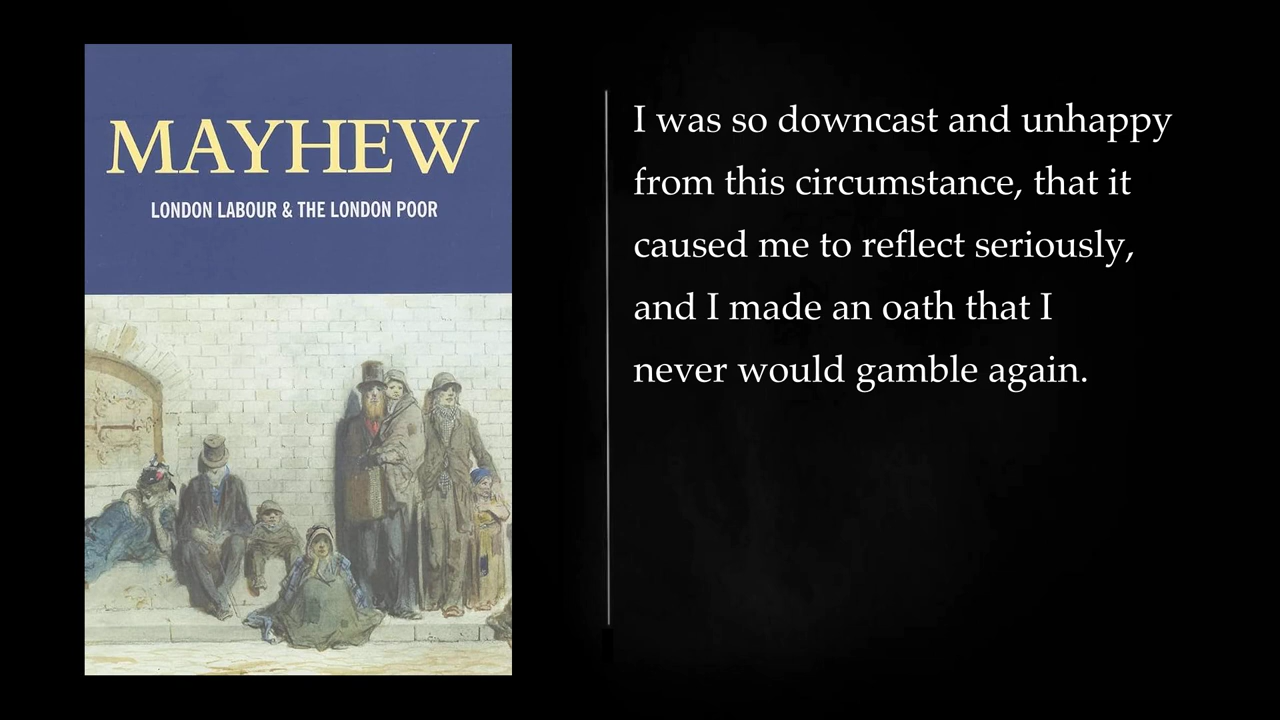 MAYHEW
LONDON LABOUR & THE LONDON POOR
I was so downcast and unhappy
from this circumstance, that it
caused me to reflect seriously,
and I made an oath that I
never would gamble again.